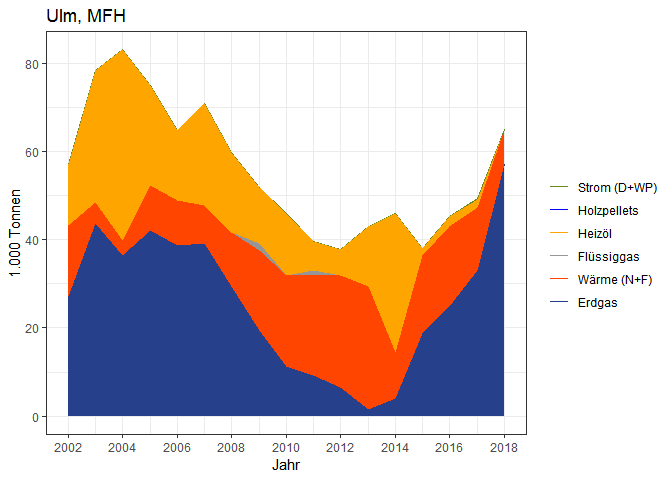 Ulm, MFH
80
60
40
20
0
1.000 Tonnen
2002 2004 2006 2008 2010 2012 2014 2016 2018
Jahr
Strom (D+WP)
Holzpellets
Heizöl
Flüssiggas
Wärme (N+F)
Erdgas